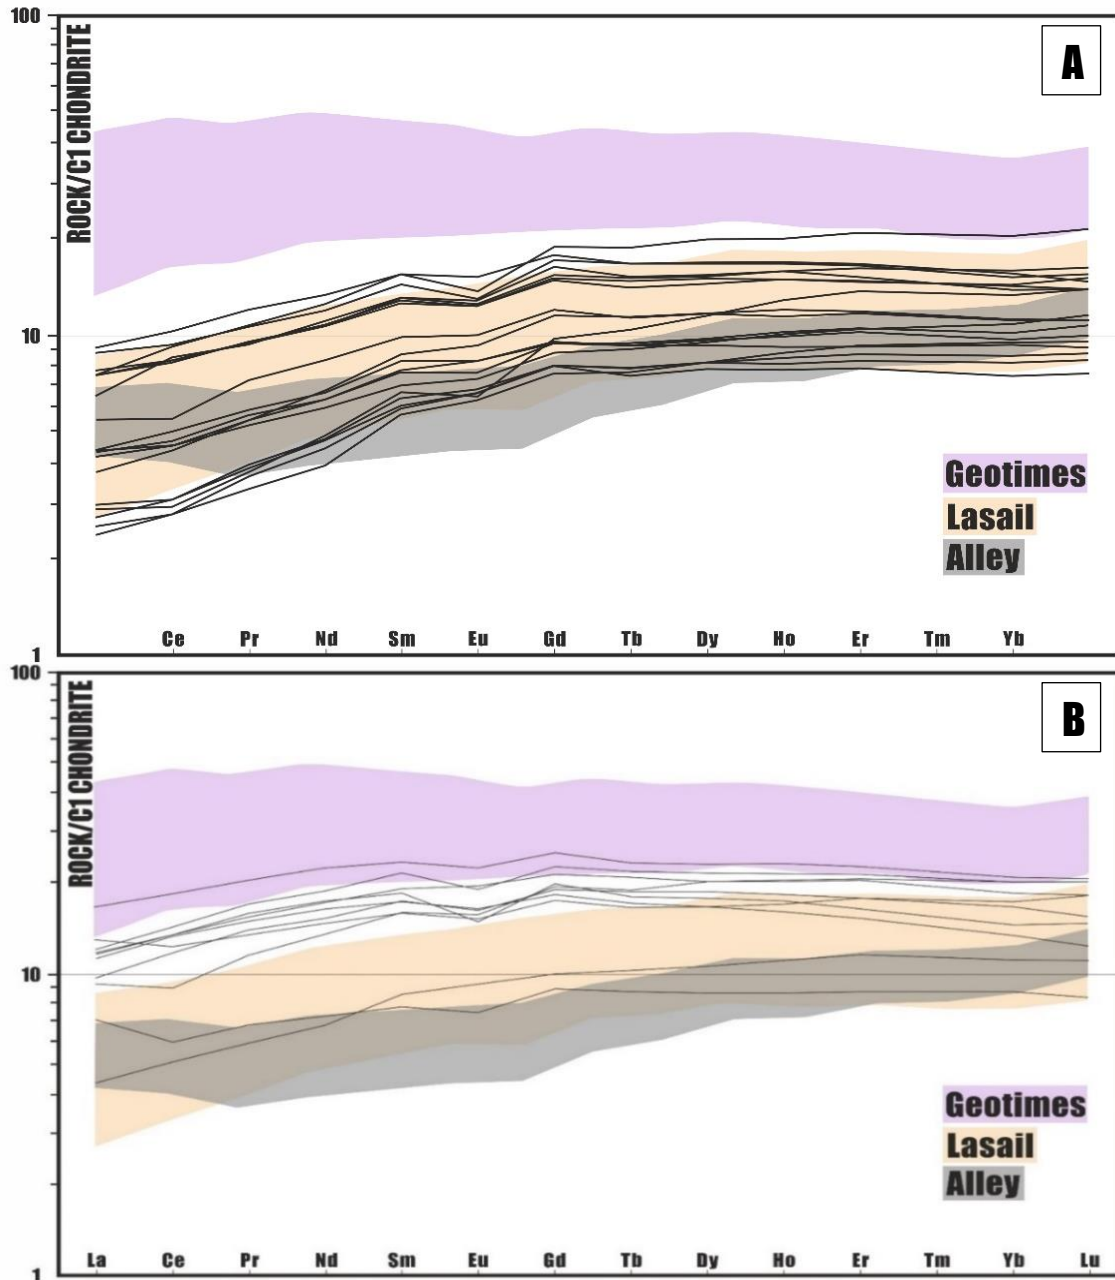 100
A
ROCK/C1 CHONDRITE
10
Geotimes
Lasail
Alley
Ce Pr Nd Sm Eu Gd Tb Dy Ho Er Tm Yb
1
100
B
ROCK/C1 CHONDRITE
10
Geotimes
Lasail
Alley
La Ce Pr Nd Sm Eu Gd Tb Dy Ho Er Tm Yb Lu
1